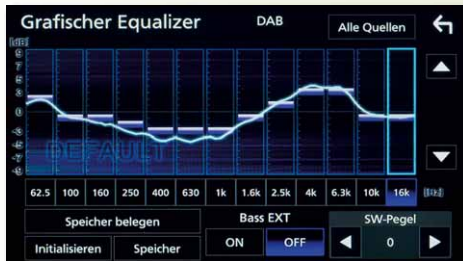 Grafischer Equalizer DAB Alle Quellen
[dB]
9
7
5
3
0
-3
-5
-7
-9
DEFAULT
62.5 100 160 250 400 630 1k 1.6k 2.5k 4k 6.3k 10k 16k [Hz]
Speicher belegen Bass EXT SW-Pegel
Initialisieren Speicher ON OFF 0